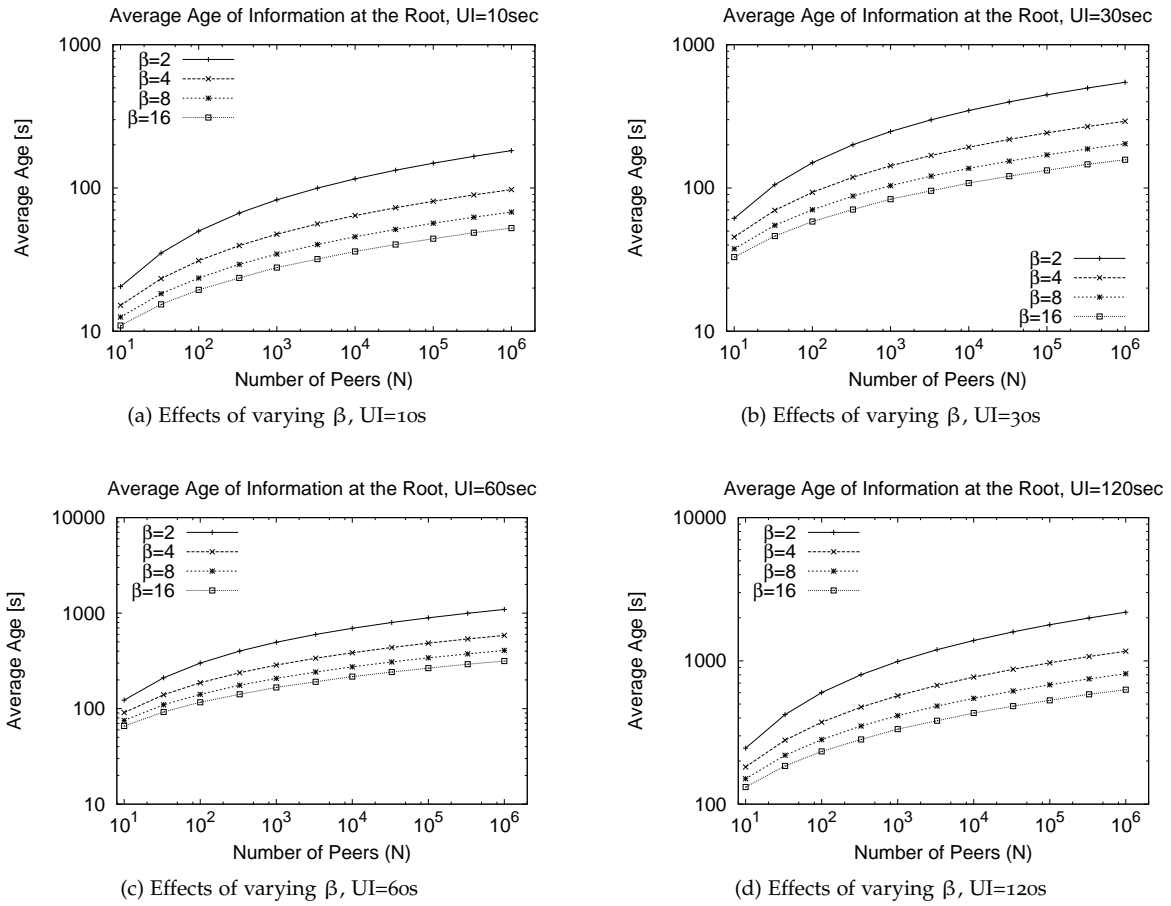 Average Age of Information at the Root, UI=10sec
1000
100
10
Average Age [s]
β=2
β=4
β=8
β=16
10^1
10^2
10^3
10^4
10^5
10^6
Number of Peers (N)
(a) Effects of varying β, UI=10s
Average Age of Information at the Root, UI=30sec
1000
100
10
Average Age [s]
β=2
β=4
β=8
β=16
10^1
10^2
10^3
10^4
10^5
10^6
Number of Peers (N)
(b) Effects of varying β, UI=30s
Average Age of Information at the Root, UI=60sec
10000
1000
100
10
Average Age [s]
β=2
β=4
β=8
β=16
10^1
10^2
10^3
10^4
10^5
10^6
Number of Peers (N)
(c) Effects of varying β, UI=60s
Average Age of Information at the Root, UI=120sec
10000
1000
100
Average Age [s]
β=2
β=4
β=8
β=16
10^1
10^2
10^3
10^4
10^5
10^6
Number of Peers (N)
(d) Effects of varying β, UI=120s